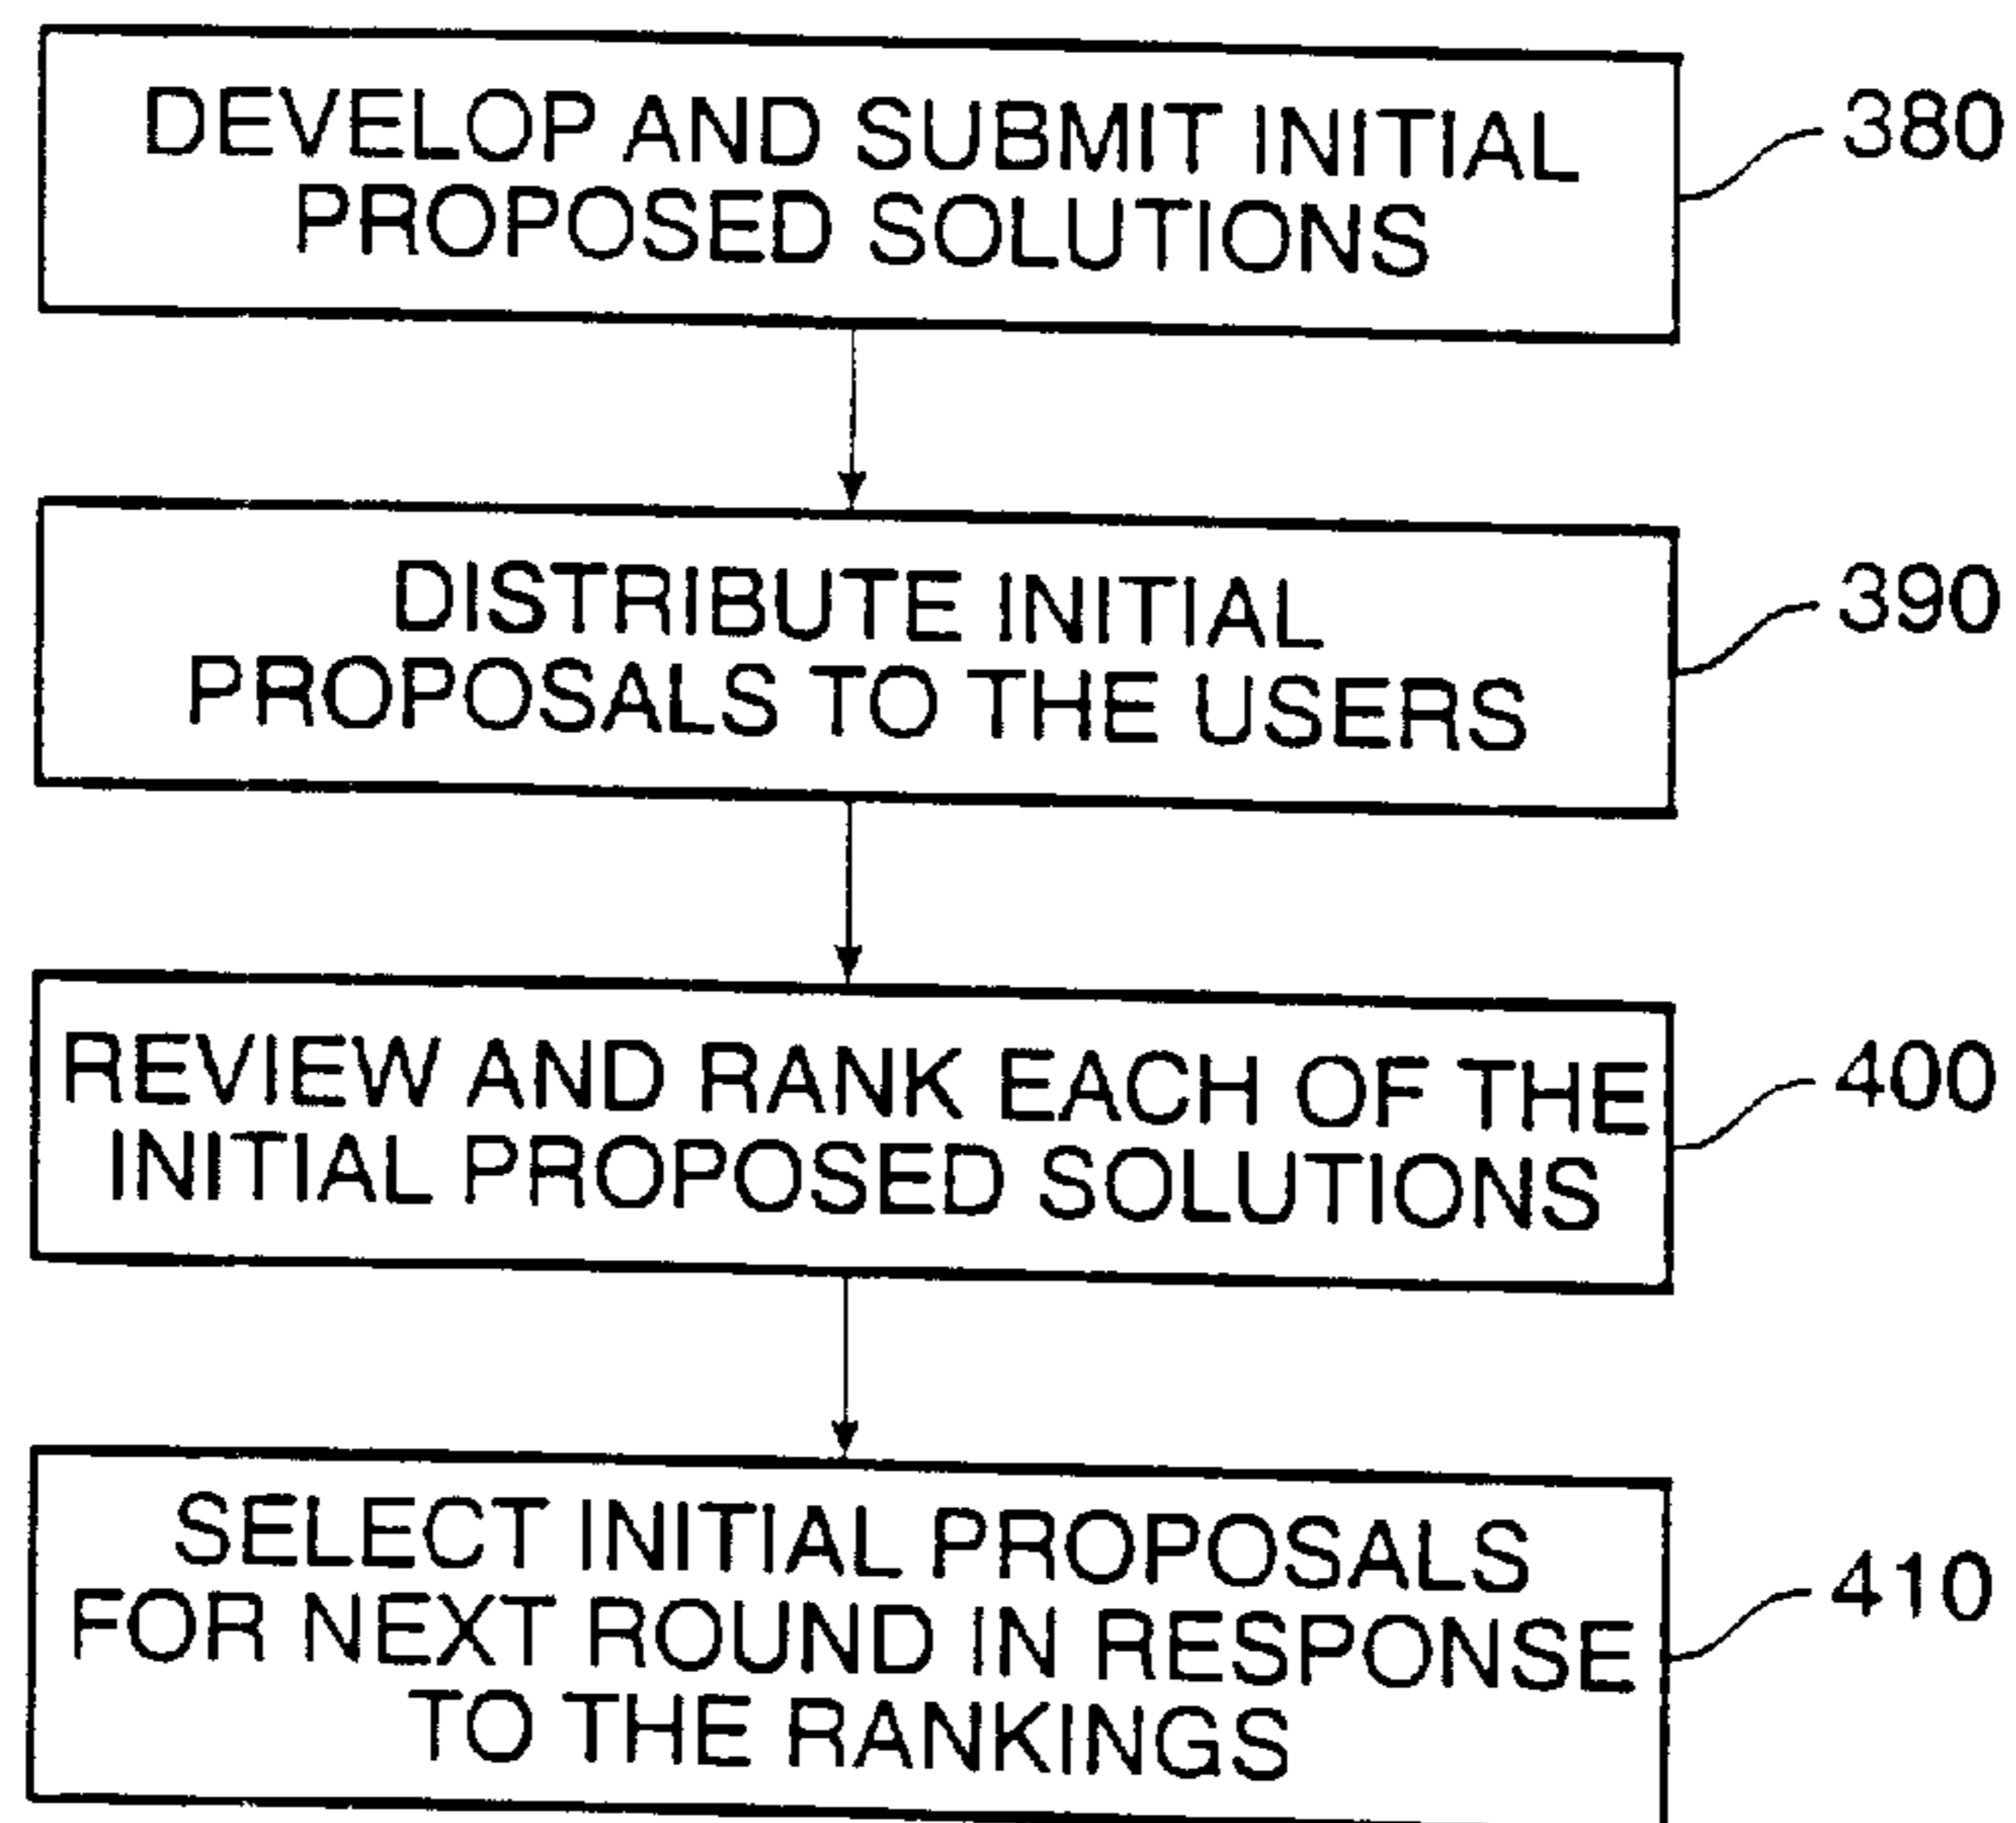 DEVELOP AND SUBMIT INITIAL
PROPOSED SOLUTIONS
380
DISTRIBUTE INITIAL
PROPOSALS TO THE USERS
390
REVIEW AND RANK EACH OF THE
INITIAL PROPOSED SOLUTIONS
400
SELECT INITIAL PROPOSALS
FOR NEXT ROUND IN RESPONSE
TO THE RANKINGS
410